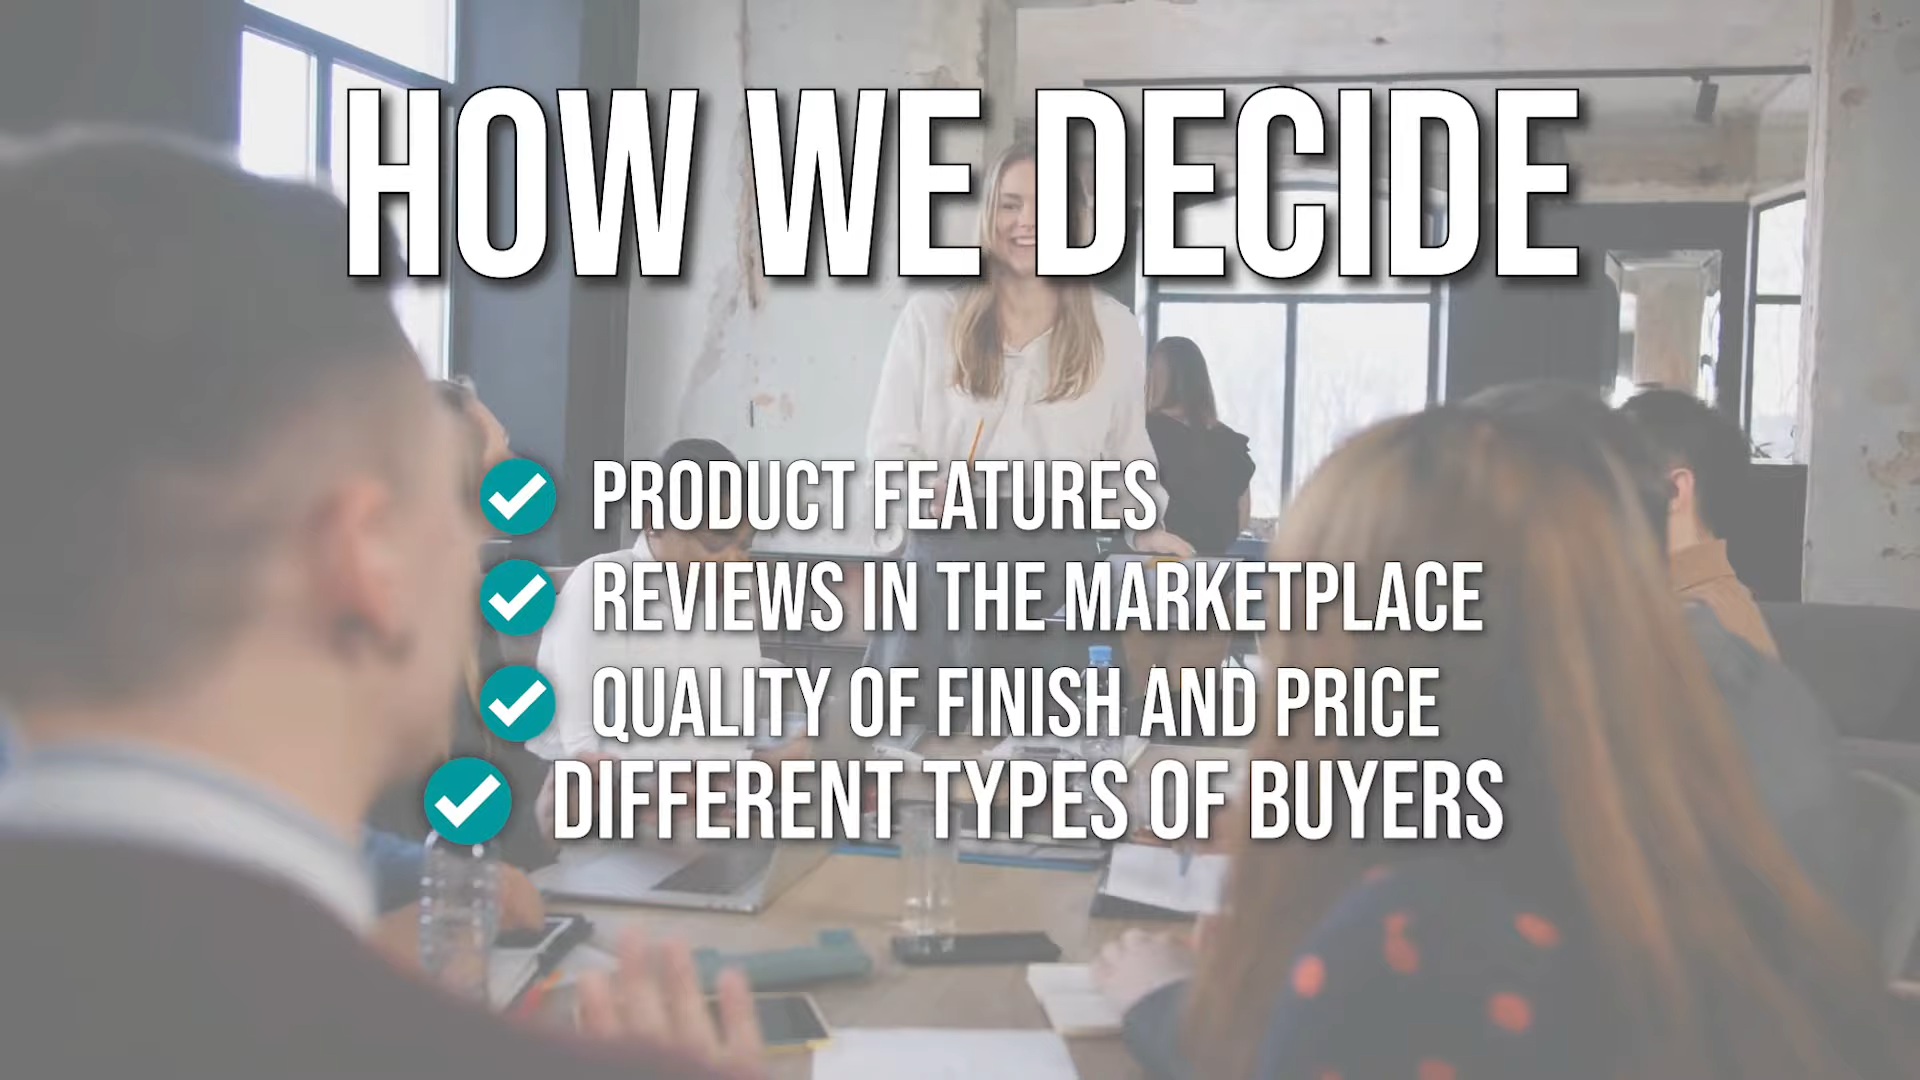 HOW WE DECIDE
PRODUCT FEATURES
REVIEWS IN THE MARKETPLACE
QUALITY OF FINISH AND PRICE
DIFFERENT TYPES OF BUYERS